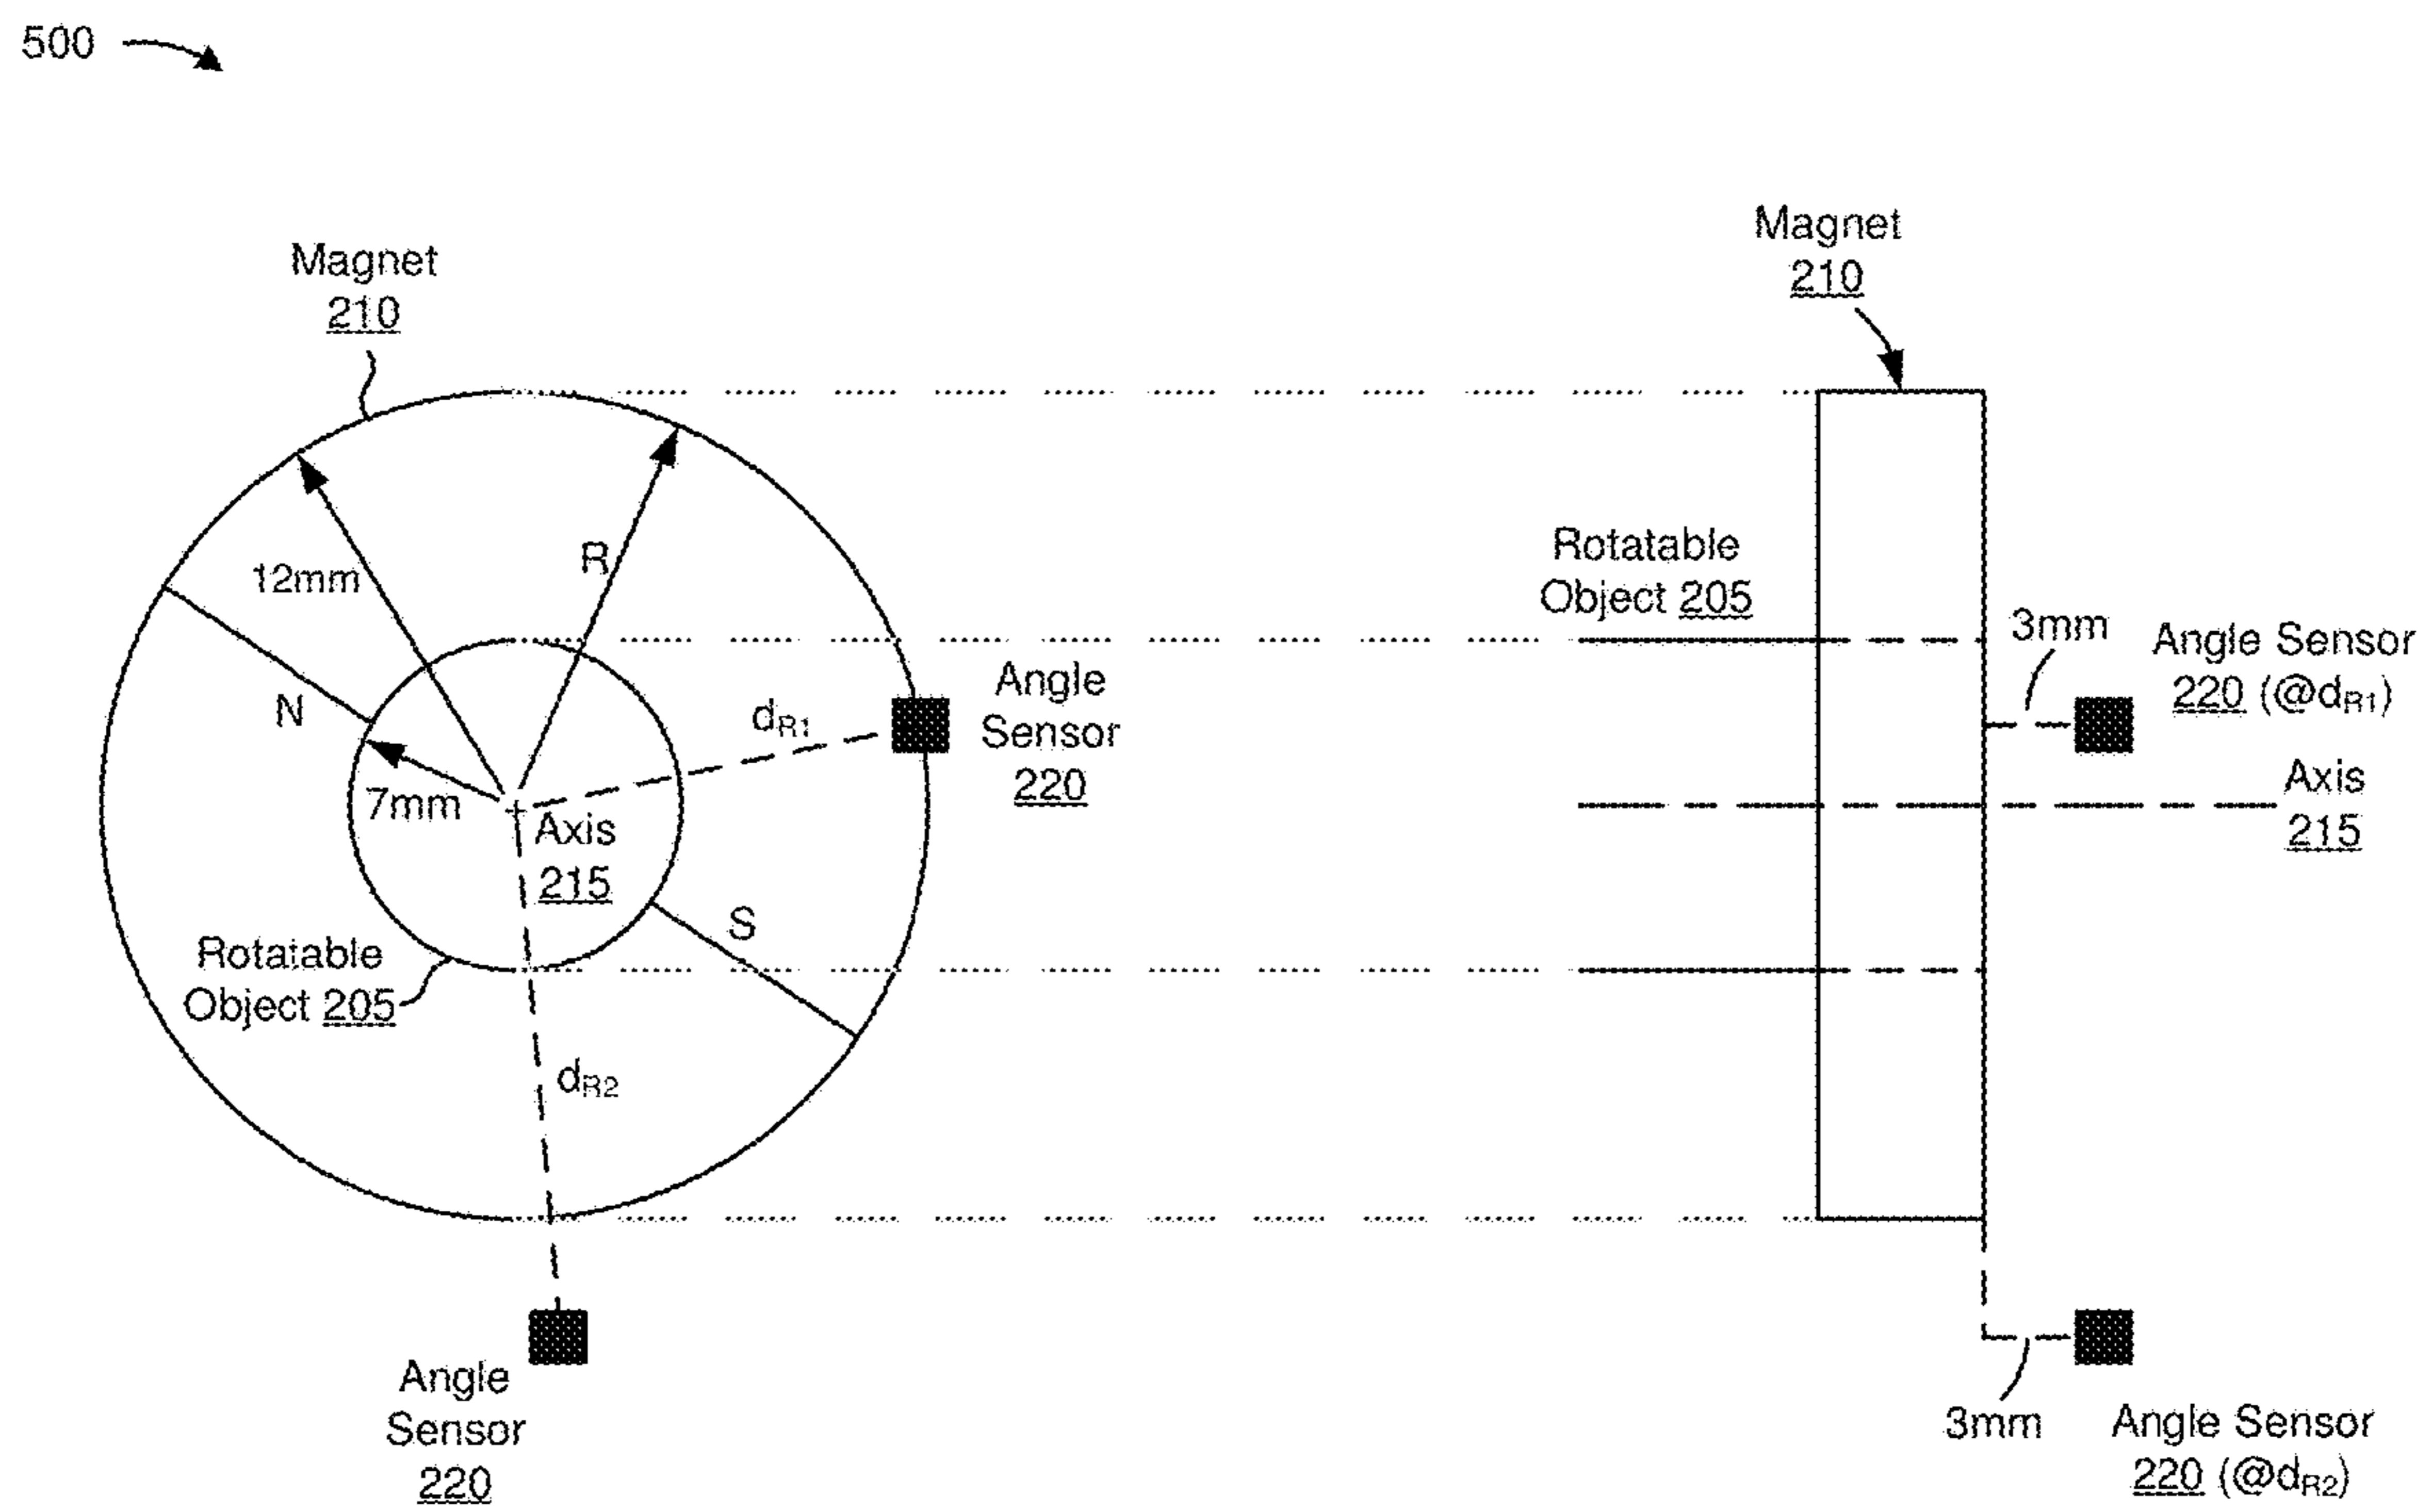 500
Magnet
210
Magnet
210
R
12mm
Rotatable
Object 205
3mm
Angle Sensor
220 (@dR1)
N
dR1
Angle
Sensor
220
7mm
Axis
215
Axis
215
S
Rotatable
Object 205
dR2
Angle
Sensor
220
3mm
Angle Sensor
220 (@dR2)